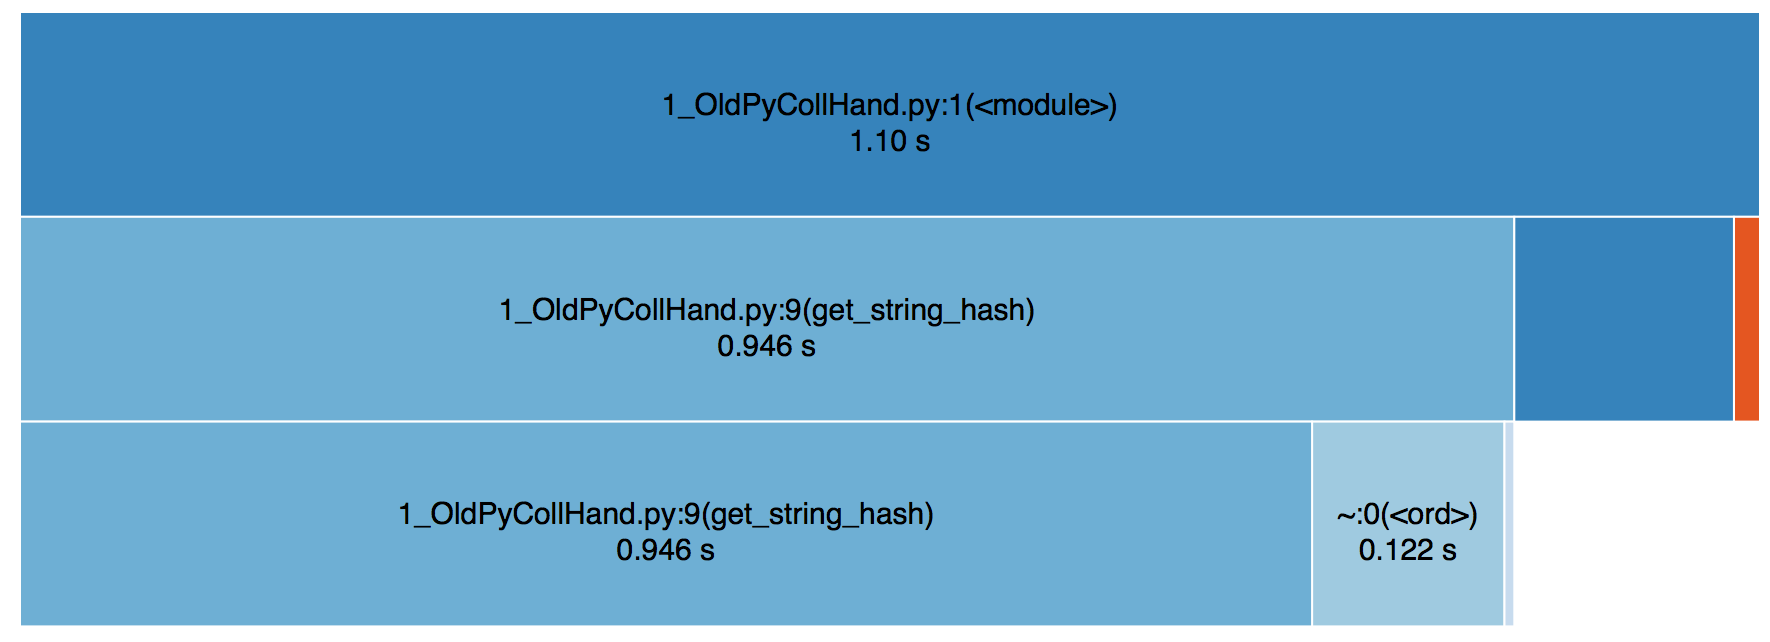 1_OldPyCollHand.py:1(<module>)
1.10 s
1_OldPyCollHand.py:9(get_string_hash)
0.946 s
1_OldPyCollHand.py:9(get_string_hash)
0.946 s
~:0(<ord>)
0.122 s